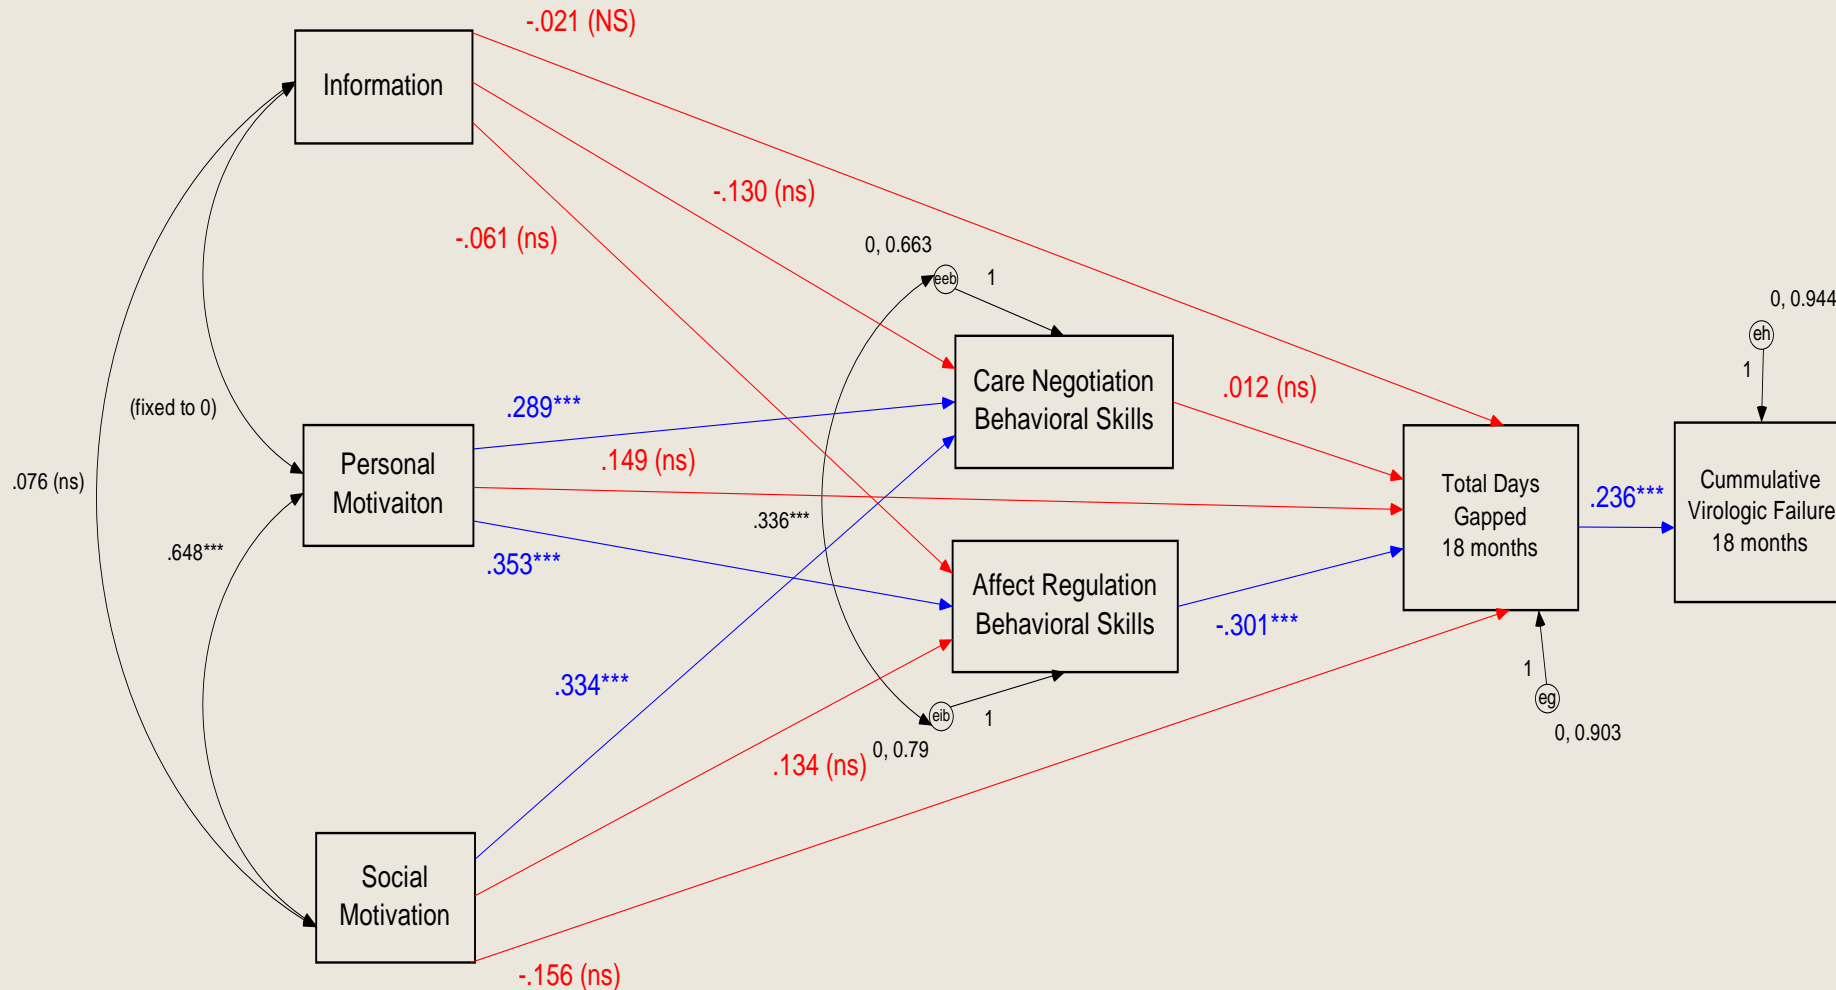 -.021 (NS)
Information
-.130 (ns)
-.061 (ns)
0, 0.663
eeb
1
0, 0.944
eh
1
Care Negotiation
Behavioral Skills
.012 (ns)
(fixed to 0)
.289***
Personal
Motivaiton
.149 (ns)
.076 (ns)
.336***
.648***
.353***
Total Days
Gapped
18 months
.236***
Cummulative
Virologic Failure
18 months
Affect Regulation
Behavioral Skills
-.301***
.334***
eib
1
0, 0.79
1
eg
0, 0.903
.134 (ns)
Social
Motivation
-.156 (ns)